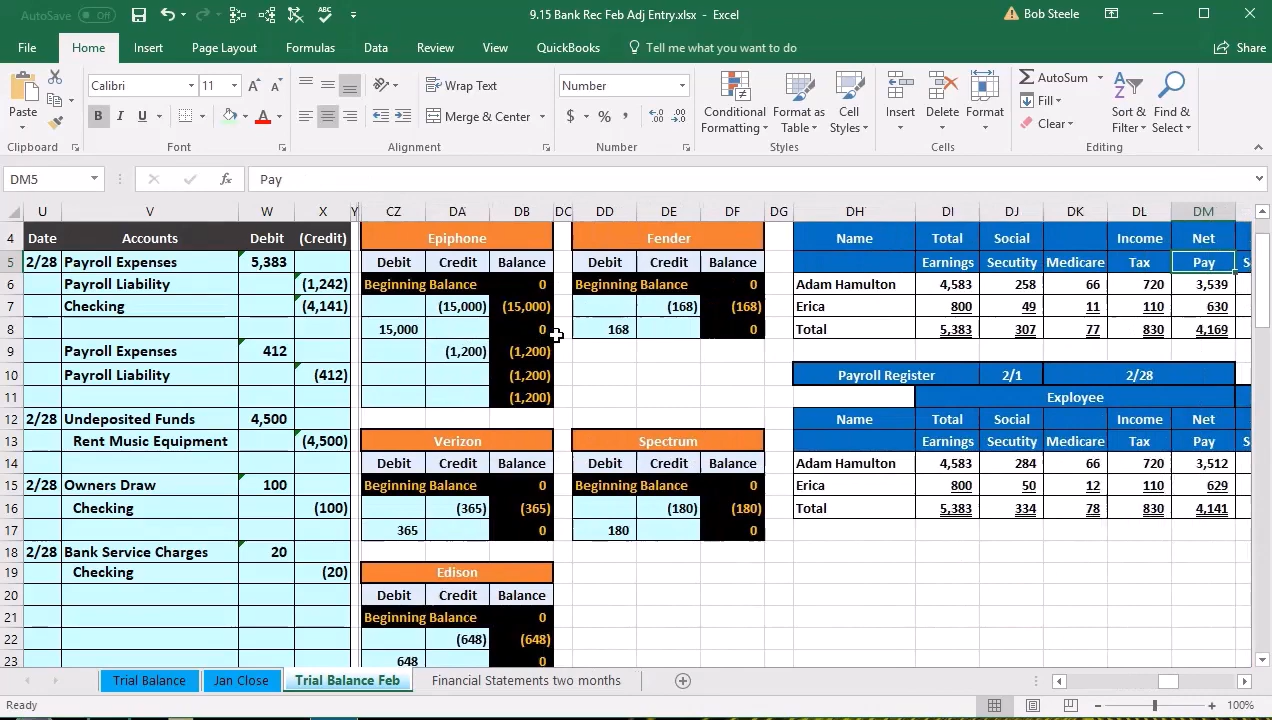 AutoSave Off 9.15 Bank Rec Feb Adj Entry.xlsx - Excel Bob Steele
File Home Insert Page Layout Formulas Data Review View QuickBooks Tell me what you want to do Share
Paste Calibri 11 Wrap Text Number Conditional Format as Cell Insert Delete Format AutoSum Sort & Find &
B I U Merge & Center $ % Formatting Table Styles Fill Filter Select
Clear
Clipboard Font Alignment Number Styles Cells Editing
DM5 fx Pay
U V W X Y CZ DA DB DC DD DE DF DG DH DI DJ DK DL DM
4 Date Accounts Debit (Credit) Epiphone Fender Name Total Social Income Net
5 2/28 Payroll Expenses 5,383 Debit Credit Balance Debit Credit Balance Earnings Secutity Medicare Tax Pay S
6 Payroll Liability (1,242) Beginning Balance 0 Beginning Balance 0 Adam Hamulton 4,583 258 66 720 3,539
7 Checking (4,141) (15,000) (15,000) (168) (168) Erica 800 49 11 110 630
8 15,000 0 168 0 Total 5,383 307 77 830 4,169
9 Payroll Expenses 412 (1,200) (1,200)
10 Payroll Liability (412) (1,200) Payroll Register 2/1 2/28
11 (1,200) Exployee
12 2/28 Undeposited Funds 4,500 Name Total Social Income Net
13 Rent Music Equipment (4,500) Verizon Spectrum Earnings Secutity Medicare Tax Pay S
14 Debit Credit Balance Debit Credit Balance Adam Hamulton 4,583 284 66 720 3,512
15 2/28 Owners Draw 100 Beginning Balance 0 Beginning Balance 0 Erica 800 50 12 110 629
16 Checking (100) (365) (365) (180) (180) Total 5,383 334 78 830 4,141
17 365 0 180 0
18 2/28 Bank Service Charges 20
19 Checking (20) Edison
20 Debit Credit Balance
21 Beginning Balance 0
22 (648) (648)
23 648 0
Trial Balance Jan Close Trial Balance Feb Financial Statements two months
Ready 100%